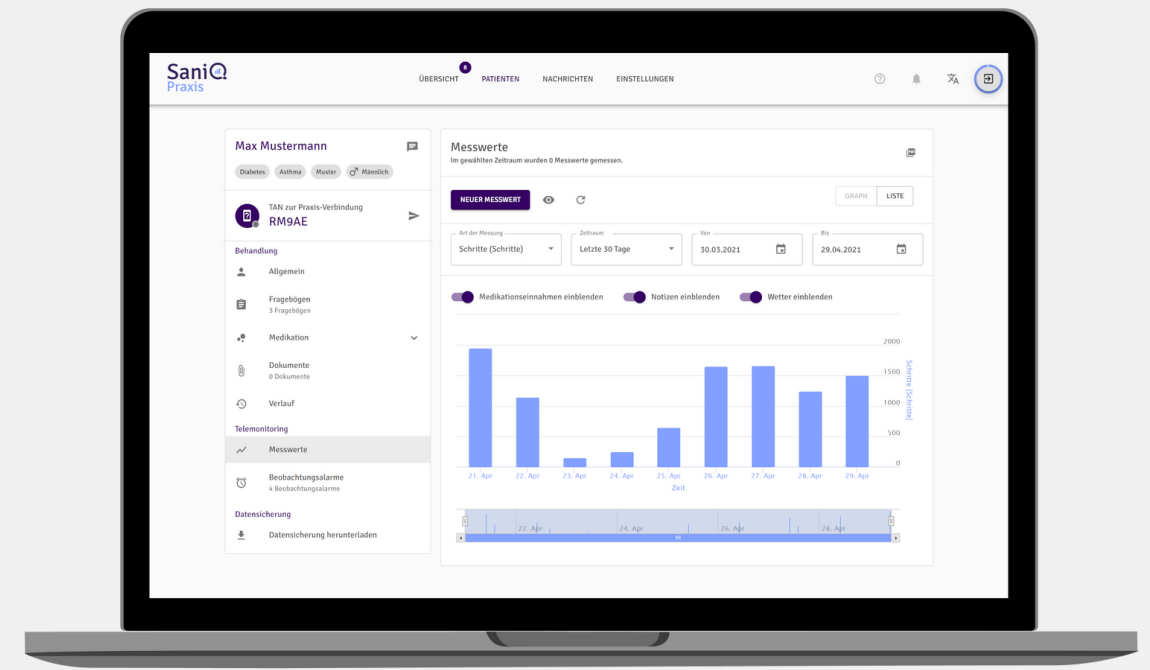 SaniQ
Praxis
ÜBERSICHT
8
PATIENTEN
NACHRICHTEN
EINSTELLUNGEN
Max Mustermann
Diabetes
Asthma
Muster
Männlich
TAN zur Praxis-Verbindung
RM9AE
Behandlung
Allgemein
Fragebögen
3 Fragebögen
Medikation
Dokumente
0 Dokumente
Verlauf
Telemonitoring
Messwerte
Beobachtungsalarme
4 Beobachtungsalarme
Datensicherung
Datensicherung herunterladen
Messwerte
Im gewählten Zeitraum wurden 0 Messwerte gemessen.
NEUER MESSWERT
GRAPH
LISTE
Art der Messung
Schritte (Schritte)
Zeitraum
Letzte 30 Tage
Von
30.03.2021
Bis
29.04.2021
Medikationseinnahmen einblenden
Notizen einblenden
Wetter einblenden
2000
1500
1000
500
0
Schritte [Schritte]
21. Apr
22. Apr
23. Apr
24. Apr
25. Apr
26. Apr
27. Apr
28. Apr
29. Apr
Zeit
22. Apr
24. Apr
26. Apr
28. Apr